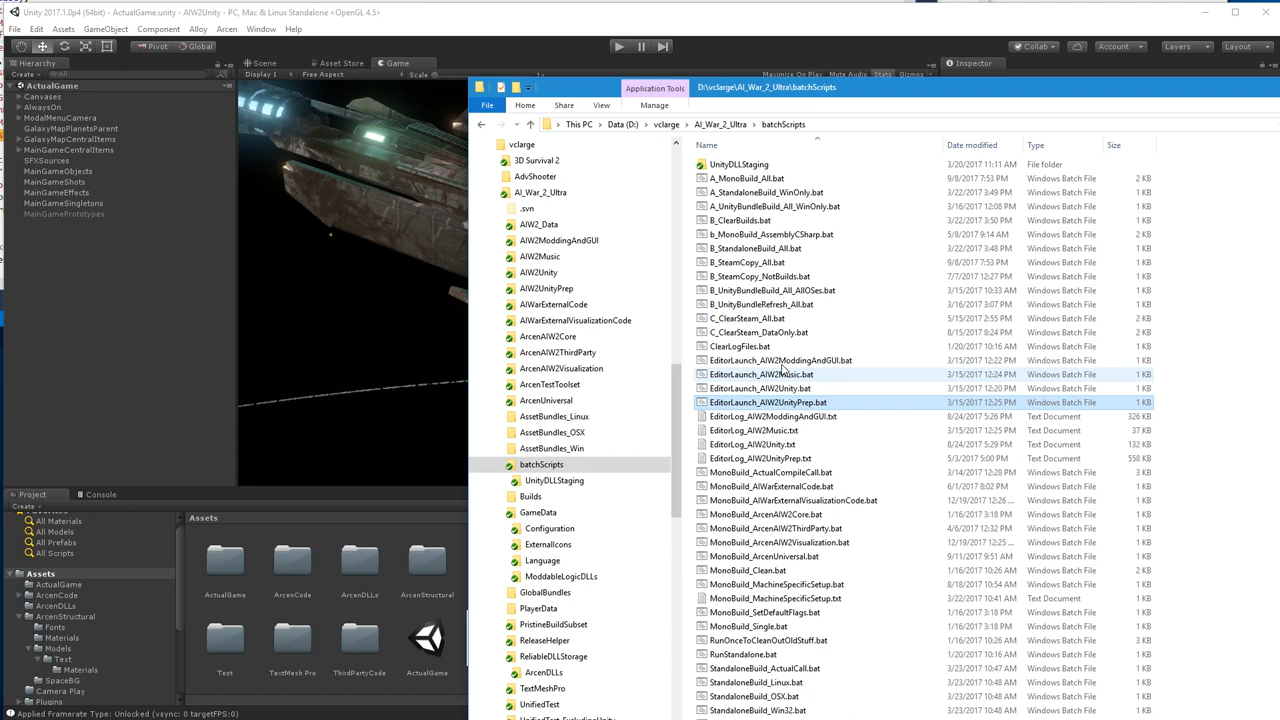 Unity 2017.1.0p4 (64bit) - ActualGame.unity - AIW2Unity - PC, Mac & Linux Standalone <OpenGL 4.5>
File Edit Assets GameObject Component Arcen Alloy Window Help
Pivot Global Collab Account Layers Layout
Hierarchy Scene Asset Store Game Inspector
Create All Display 1 Free Aspect Scale 1x Maximize On Play Mute Audio Stats Gizmos
ActualGame
Canvases
AlwaysOn
ModalMenuCamera
GalaxyMapPlanetsParent
GalaxyMapCentralItems
MainGameCentralItems
SFXSources
MainGameObjects
MainGameShots
MainGameEffects
MainGameSingletons
MainGamePrototypes
Application Tools D:\vclarge\AI_War_2_Ultra\batchScripts
File Home Share View Manage
This PC Data (D:) vclarge AI_War_2_Ultra batchScripts
vclarge
3D Survival 2
AdvShooter
AI_War_2_Ultra
.svn
AIW2_Data
AIW2ModdingAndGUI
AIW2Music
AIW2Unity
AIW2UnityPrep
AIWarExternalCode
AIWarExternalVisualizationCode
ArcenAIW2Core
ArcenAIW2ThirdParty
ArcenAIW2Visualization
ArcenTestToolset
ArcenUniversal
AssetBundles_Linux
AssetBundles_OSX
AssetBundles_Win
batchScripts
UnityDLLStaging
Builds
GameData
Configuration
ExternalIcons
Language
ModdableLogicDLLs
GlobalBundles
PlayerData
PristineBuildSubset
ReleaseHelper
ReliableDLLStorage
ArcenDLLs
TextMeshPro
UnifiedTest
UnifiedTest_ExcludingUnity
Name Date modified Type Size
UnityDLLStaging 3/20/2017 11:11 AM File folder
A_MonoBuild_All.bat 9/8/2017 7:53 PM Windows Batch File 2 KB
A_StandaloneBuild_WinOnly.bat 3/22/2017 3:49 PM Windows Batch File 1 KB
A_UnityBundleBuild_All_WinOnly.bat 3/16/2017 12:08 PM Windows Batch File 1 KB
B_ClearBuilds.bat 3/22/2017 3:50 PM Windows Batch File 1 KB
b_MonoBuild_AssemblyCSharp.bat 5/8/2017 9:14 AM Windows Batch File 1 KB
B_StandaloneBuild_All.bat 3/22/2017 3:48 PM Windows Batch File 1 KB
B_SteamCopy_All.bat 9/8/2017 7:53 PM Windows Batch File 1 KB
B_SteamCopy_NotBuilds.bat 7/7/2017 12:27 PM Windows Batch File 1 KB
B_UnityBundleBuild_All_AllOSes.bat 3/15/2017 10:33 AM Windows Batch File 1 KB
B_UnityBundleRefresh_All.bat 3/16/2017 3:07 PM Windows Batch File 1 KB
C_ClearSteam_All.bat 8/15/2017 2:55 PM Windows Batch File 1 KB
C_ClearSteam_DataOnly.bat 8/15/2017 8:24 PM Windows Batch File 1 KB
ClearLogFiles.bat 1/20/2017 10:16 AM Windows Batch File 1 KB
EditorLaunch_AIW2ModdingAndGUI.bat 3/15/2017 12:22 PM Windows Batch File 1 KB
EditorLaunch_AIW2Music.bat 3/15/2017 12:24 PM Windows Batch File 1 KB
EditorLaunch_AIW2Unity.bat 3/15/2017 12:20 PM Windows Batch File 1 KB
EditorLaunch_AIW2UnityPrep.bat 3/15/2017 12:25 PM Windows Batch File 1 KB
EditorLog_AIW2ModdingAndGUI.txt 8/24/2017 5:26 PM Text Document 326 KB
EditorLog_AIW2Music.txt 3/15/2017 12:25 PM Text Document 37 KB
EditorLog_AIW2Unity.txt 8/24/2017 5:29 PM Text Document 132 KB
EditorLog_AIW2UnityPrep.txt 5/3/2017 5:00 PM Text Document 558 KB
MonoBuild_ActualCompileCall.bat 3/14/2017 12:28 PM Windows Batch File 3 KB
MonoBuild_AIWarExternalCode.bat 6/1/2017 8:02 PM Windows Batch File 1 KB
MonoBuild_AIWarExternalVisualizationCode.bat 12/19/2017 12:26 ... Windows Batch File 1 KB
MonoBuild_ArcenAIW2Core.bat 1/16/2017 3:18 PM Windows Batch File 1 KB
MonoBuild_ArcenAIW2ThirdParty.bat 4/6/2017 12:32 PM Windows Batch File 1 KB
MonoBuild_ArcenAIW2Visualization.bat 12/19/2017 12:25 ... Windows Batch File 1 KB
MonoBuild_ArcenUniversal.bat 9/11/2017 9:51 AM Windows Batch File 1 KB
MonoBuild_Clean.bat 1/16/2017 10:26 AM Windows Batch File 2 KB
MonoBuild_MachineSpecificSetup.bat 8/18/2017 10:54 AM Windows Batch File 1 KB
MonoBuild_MachineSpecificSetup.txt 3/22/2017 10:41 AM Text Document 1 KB
MonoBuild_SetDefaultFlags.bat 1/16/2017 3:18 PM Windows Batch File 1 KB
MonoBuild_Single.bat 1/16/2017 3:18 PM Windows Batch File 1 KB
RunOnceToCleanOutOldStuff.bat 1/16/2017 10:26 AM Windows Batch File 3 KB
RunStandalone.bat 1/20/2017 10:16 AM Windows Batch File 1 KB
StandaloneBuild_ActualCall.bat 3/23/2017 10:47 AM Windows Batch File 1 KB
StandaloneBuild_Linux.bat 3/23/2017 10:47 AM Windows Batch File 1 KB
StandaloneBuild_OSX.bat 3/23/2017 10:47 AM Windows Batch File 1 KB
StandaloneBuild_Win32.bat 3/23/2017 10:47 AM Windows Batch File 1 KB
Project Console
Create
Favorites
All Materials
All Models
All Prefabs
All Scripts
Assets
ActualGame
ArcenCode
ArcenDLLs
ArcenStructural
Fonts
Materials
Models
Text
Materials
SpaceBG
Camera Play
Plugins
Assets
ActualGame ArcenCode ArcenDLLs ArcenStructural
Test TextMesh Pro ThirdPartyCode ActualGame
Applied Framerate Type: Unlocked (vsync: 0 targetFPS:0)